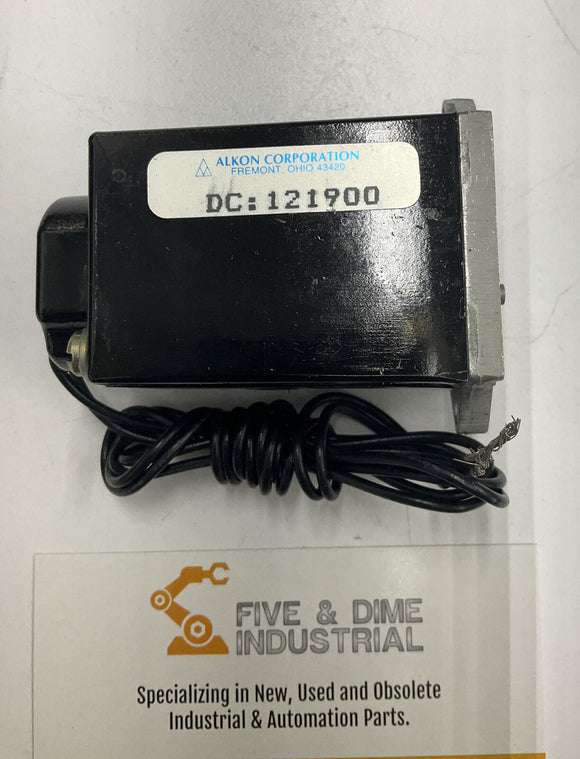 ALKON CORPORATION
FREMONT, OHIO 43420
DC:121900
FIVE & DIME
INDUSTRIAL
Specializing in New, Used and Obsolete
Industrial & Automation Parts.